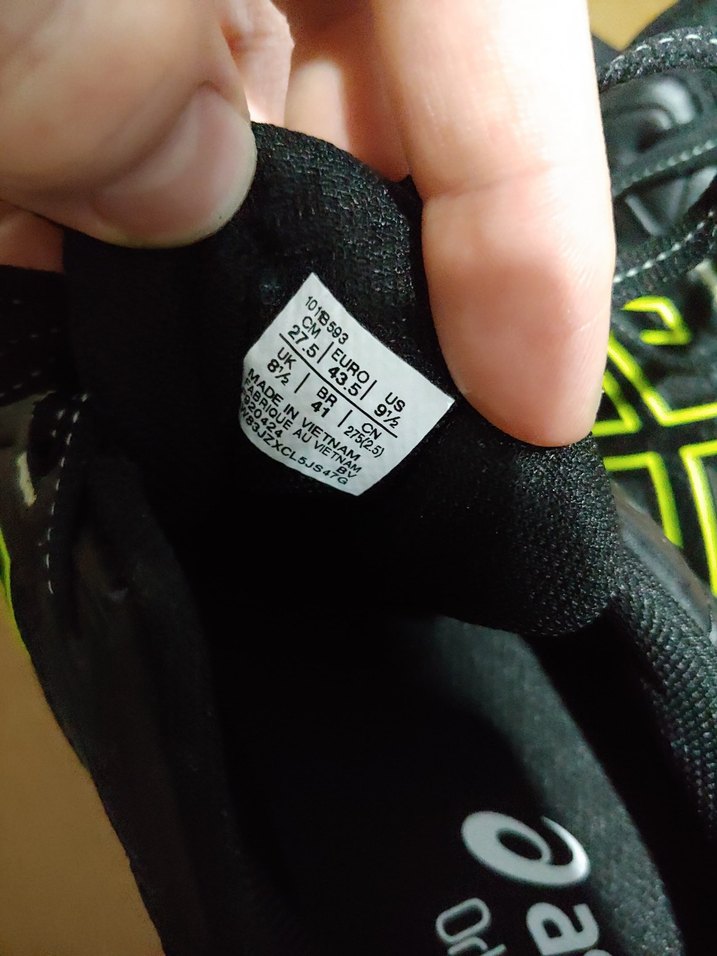 1011B593
CM | EURO | US
27.5 | 43.5 | 9½
UK | BR | CN
8½ | 41 | 275(2.5)
MADE IN VIETNAM
FABRIQUE AU VIETNAM
BV